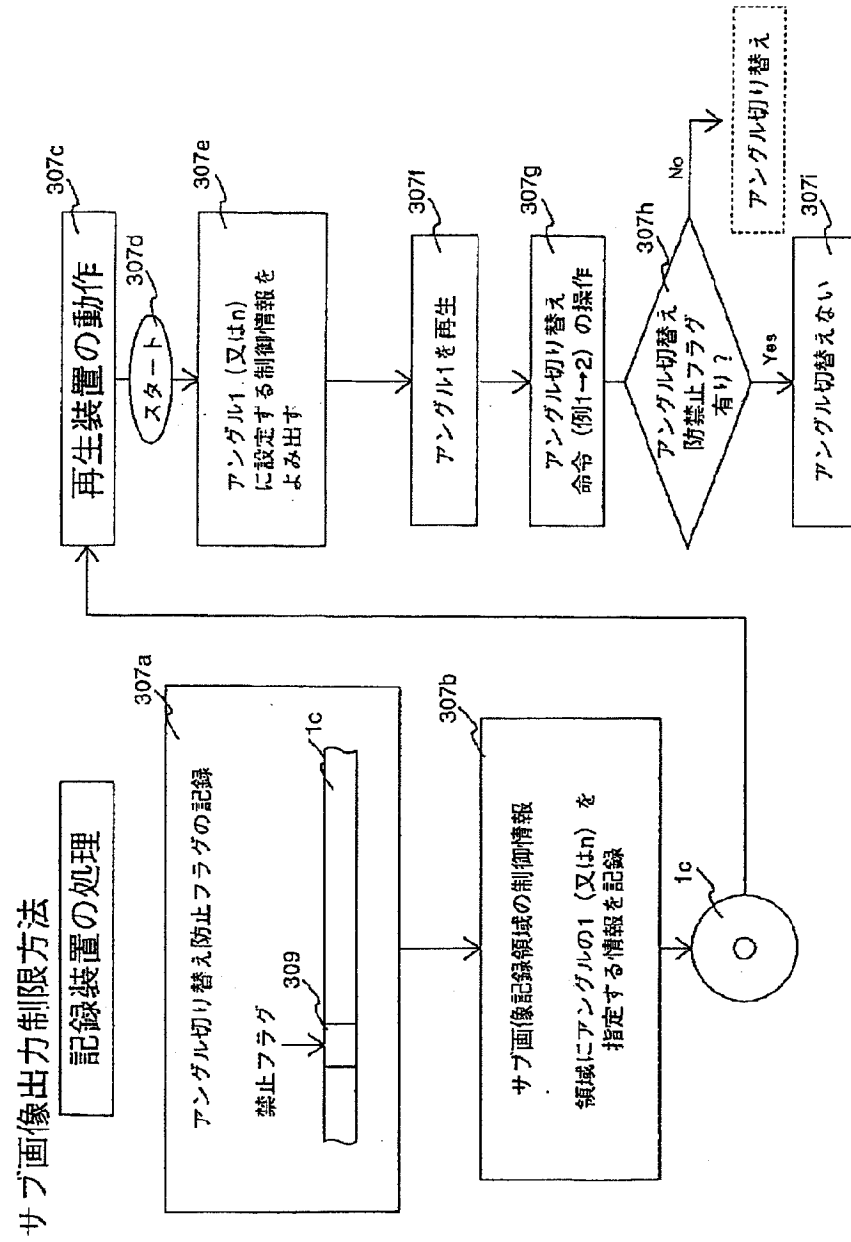 サブ画像出力制限方法
記録装置の処理
307a
アングル切り替え防止フラグの記録
禁止フラグ
309
1c
307b
サブ画像記録領域の制御情報
領域にアングルの1（又はn）を
指定する情報を記録
1c
再生装置の動作
307c
スタート
307d
アングル1（又はn）
に設定する制御情報を
よみ出す
307e
アングル1を再生
307f
アングル切り替え
命令（例1→2）の操作
307g
アングル切替え
防禁止フラグ
有り？
307h
No
アングル切り替え
Yes
アングル切替えない
307i